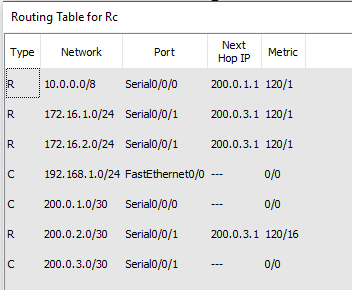 Routing Table for Rc
Type Network Port Next Hop IP Metric
R 10.0.0.0/8 Serial0/0/0 200.0.1.1 120/1
R 172.16.1.0/24 Serial0/0/1 200.0.3.1 120/1
R 172.16.2.0/24 Serial0/0/1 200.0.3.1 120/1
C 192.168.1.0/24 FastEthernet0/0 --- 0/0
C 200.0.1.0/30 Serial0/0/0 --- 0/0
R 200.0.2.0/30 Serial0/0/1 200.0.3.1 120/16
C 200.0.3.0/30 Serial0/0/1 --- 0/0